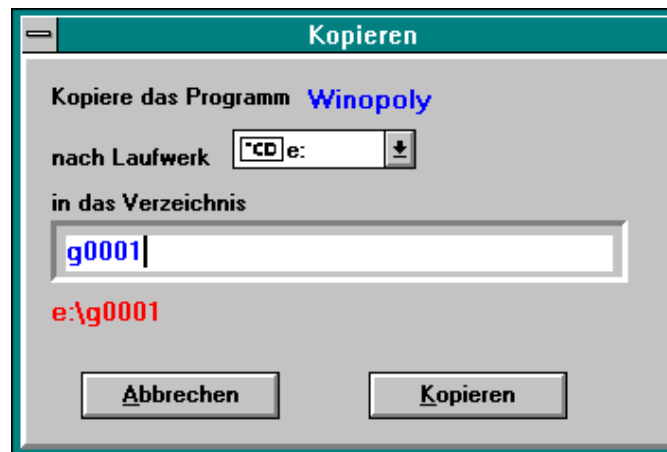 Kopieren
Kopiere das Programm Winopoly
nach Laufwerk CD e:
in das Verzeichnis
g0001
e:\g0001
Abbrechen Kopieren